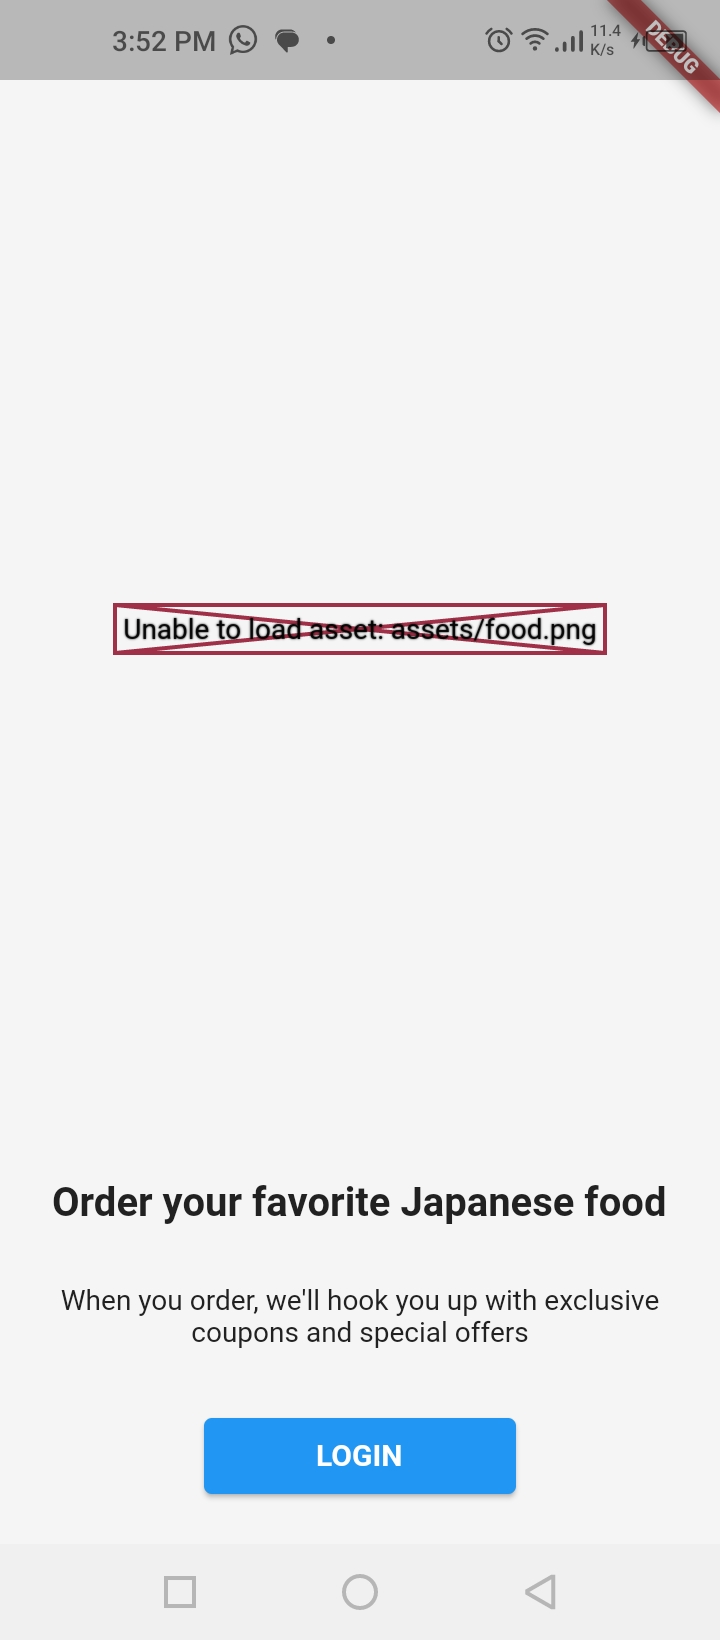 3:52 PM
11.4
K/s
DEBUG
Unable to load asset: assets/food.png
Order your favorite Japanese food
When you order, we'll hook you up with exclusive
coupons and special offers
LOGIN